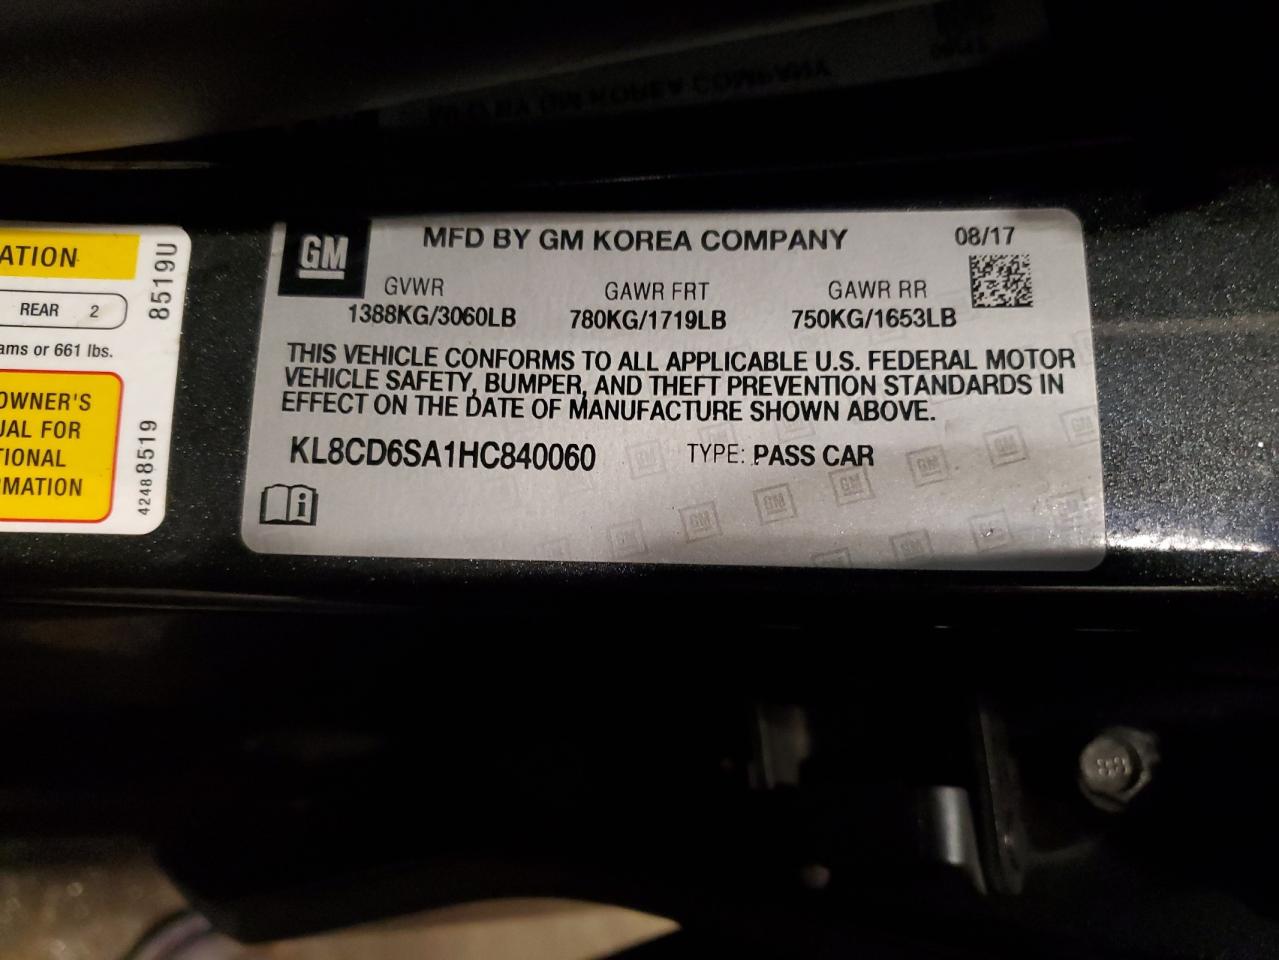 ATION
REAR 2
ams or 661 lbs.
OWNER'S
UAL FOR
TIONAL
RMATION
8519U
42488519
GM
MFD BY GM KOREA COMPANY
08/17
GVWR GAWR FRT GAWR RR
1388KG/3060LB 780KG/1719LB 750KG/1653LB
THIS VEHICLE CONFORMS TO ALL APPLICABLE U.S. FEDERAL MOTOR
VEHICLE SAFETY, BUMPER, AND THEFT PREVENTION STANDARDS IN
EFFECT ON THE DATE OF MANUFACTURE SHOWN ABOVE.
KL8CD6SA1HC840060 TYPE: PASS CAR